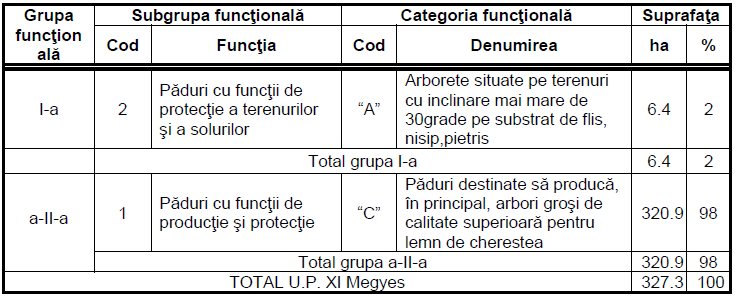 Grupa
funcţion
ală
Subgrupa funcţională
Categoria funcţională
Suprafaţa
Cod
Funcţia
Cod
Denumirea
ha
%
I-a
2
Păduri cu funcţii de
protecţie a terenurilor
şi a solurilor
“A”
Arborete situate pe terenuri
cu inclinare mai mare de
30grade pe substrat de flis,
nisip,pietris
6.4
2
Total grupa I-a
6.4
2
a-II-a
1
Păduri cu funcţii de
producţie şi protecţie
“C”
Păduri destinate să producă,
în principal, arbori groşi de
calitate superioară pentru
lemn de cherestea
320.9
98
Total grupa a-II-a
320.9
98
TOTAL U.P. XI Megyes
327.3
100